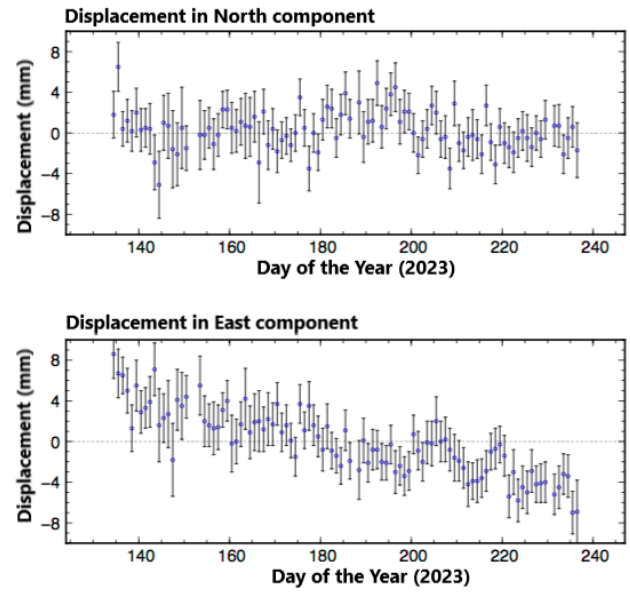 Displacement in North component
Displacement (mm)
8
4
0
−4
−8
140 160 180 200 220 240
Day of the Year (2023)
Displacement in East component
Displacement (mm)
8
4
0
−4
−8
140 160 180 200 220 240
Day of the Year (2023)